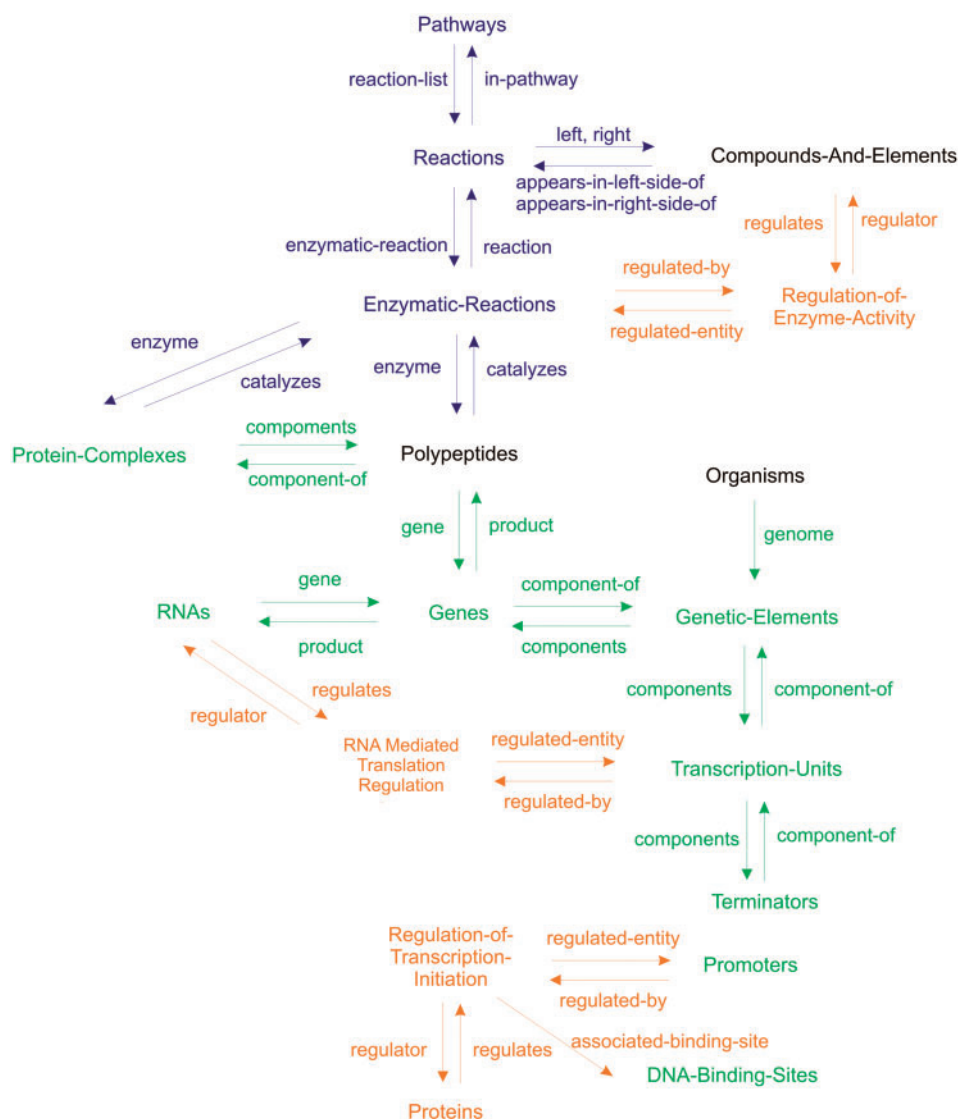 Pathways
reaction-list
in-pathway
left, right
Reactions
Compounds-And-Elements
appears-in-left-side-of
appears-in-right-side-of
regulates
regulator
enzymatic-reaction
reaction
regulated-by
Enzymatic-Reactions
Regulation-of-
Enzyme-Activity
regulated-entity
enzyme
catalyzes
enzyme
catalyzes
compoments
Protein-Complexes
Polypeptides
component-of
Organisms
gene
product
genome
gene
component-of
RNAs
Genes
Genetic-Elements
product
components
regulates
components
component-of
regulator
RNA Mediated
Translation
Regulation
regulated-entity
Transcription-Units
regulated-by
components
component-of
Terminators
Regulation-of-
Transcription-
Initiation
regulated-entity
Promoters
regulated-by
regulator
regulates
associated-binding-site
DNA-Binding-Sites
Proteins